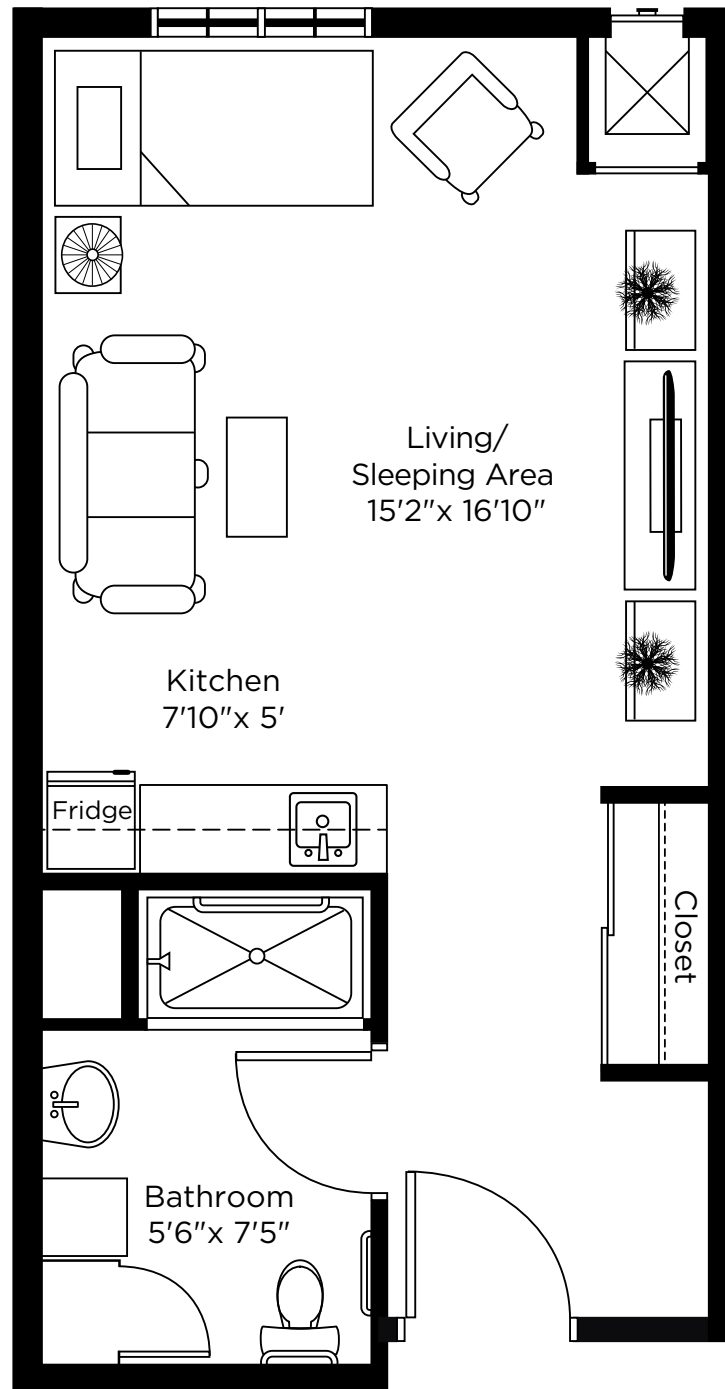 Living/
Sleeping Area
15'2"x 16'10"
Kitchen
7'10"x 5'
Fridge
Closet
Bathroom
5'6"x 7'5"